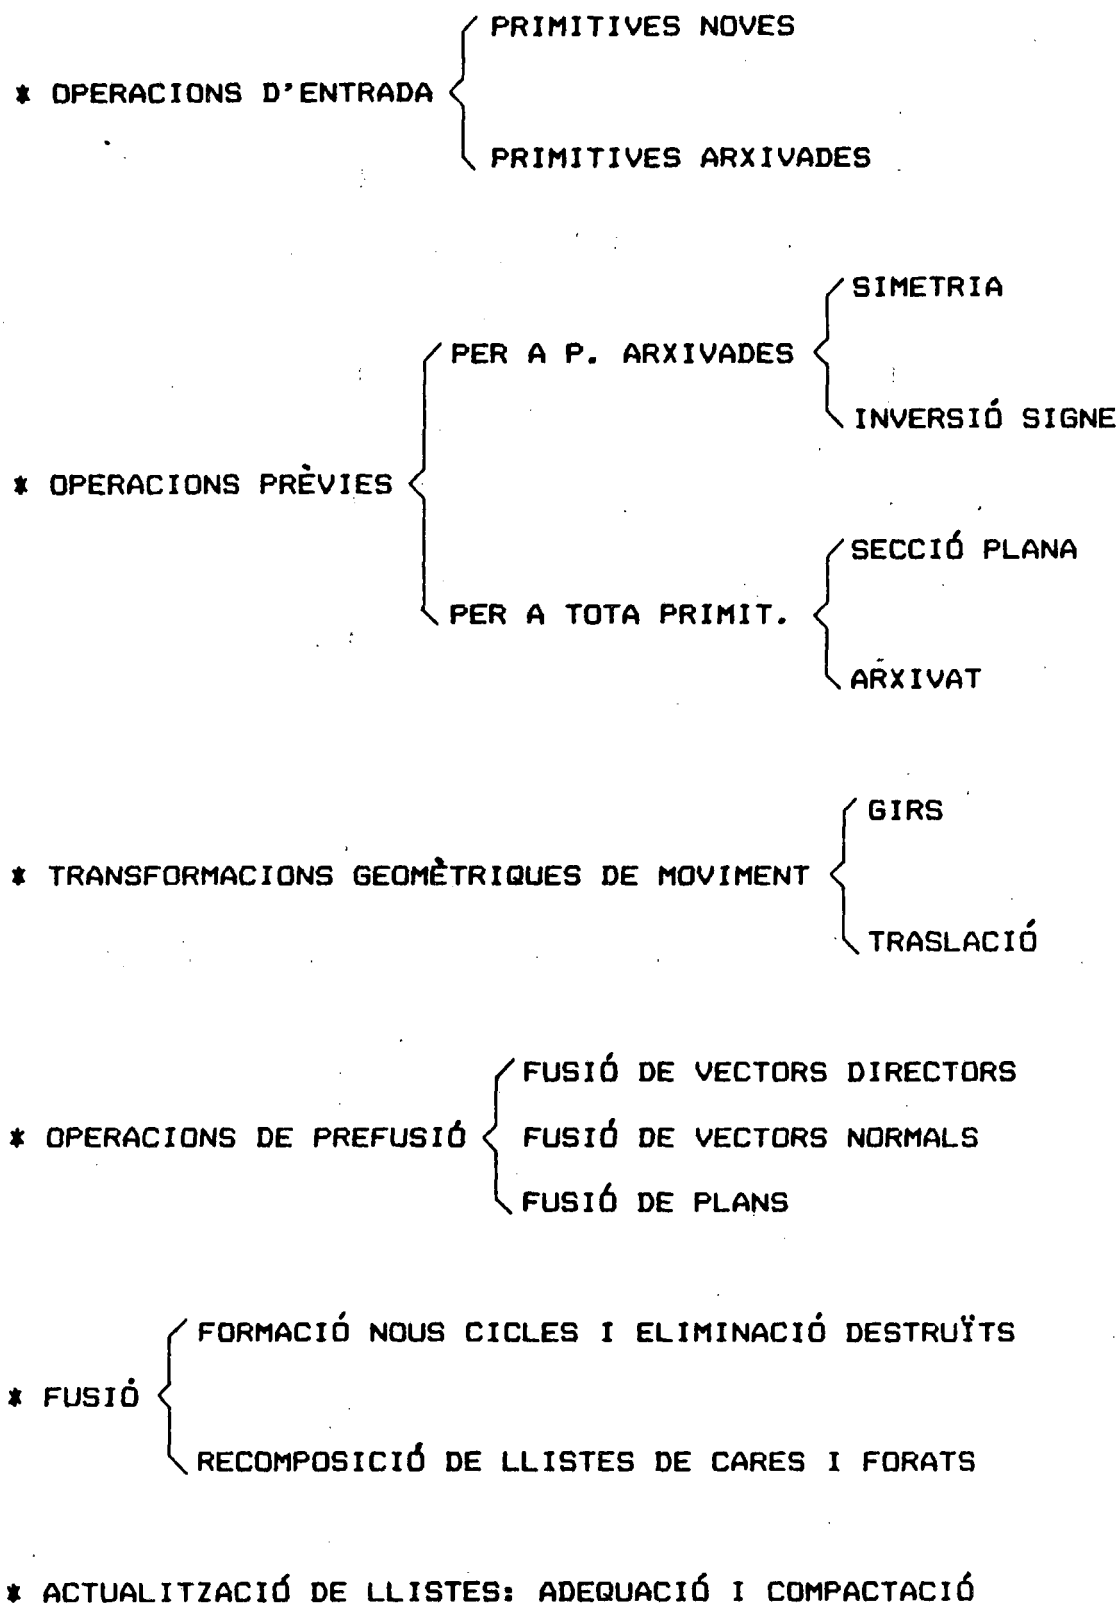 PRIMITIVES NOVES
* OPERACIONS D'ENTRADA
PRIMITIVES ARXIVADES
SIMETRIA
PER A P. ARXIVADES
INVERSIÓ SIGNE
* OPERACIONS PRÈVIES
SECCIÓ PLANA
PER A TOTA PRIMIT.
ARXIVAT
GIRS
* TRANSFORMACIONS GEOMÈTRIQUES DE MOVIMENT
TRASLACIÓ
FUSIÓ DE VECTORS DIRECTORS
* OPERACIONS DE PREFUSIÓ
FUSIÓ DE VECTORS NORMALS
FUSIÓ DE PLANS
FORMACIÓ NOUS CICLES I ELIMINACIÓ DESTRUÏTS
* FUSIÓ
RECOMPOSICIÓ DE LLISTES DE CARES I FORATS
* ACTUALITZACIÓ DE LLISTES: ADEQUACIÓ I COMPACTACIÓ